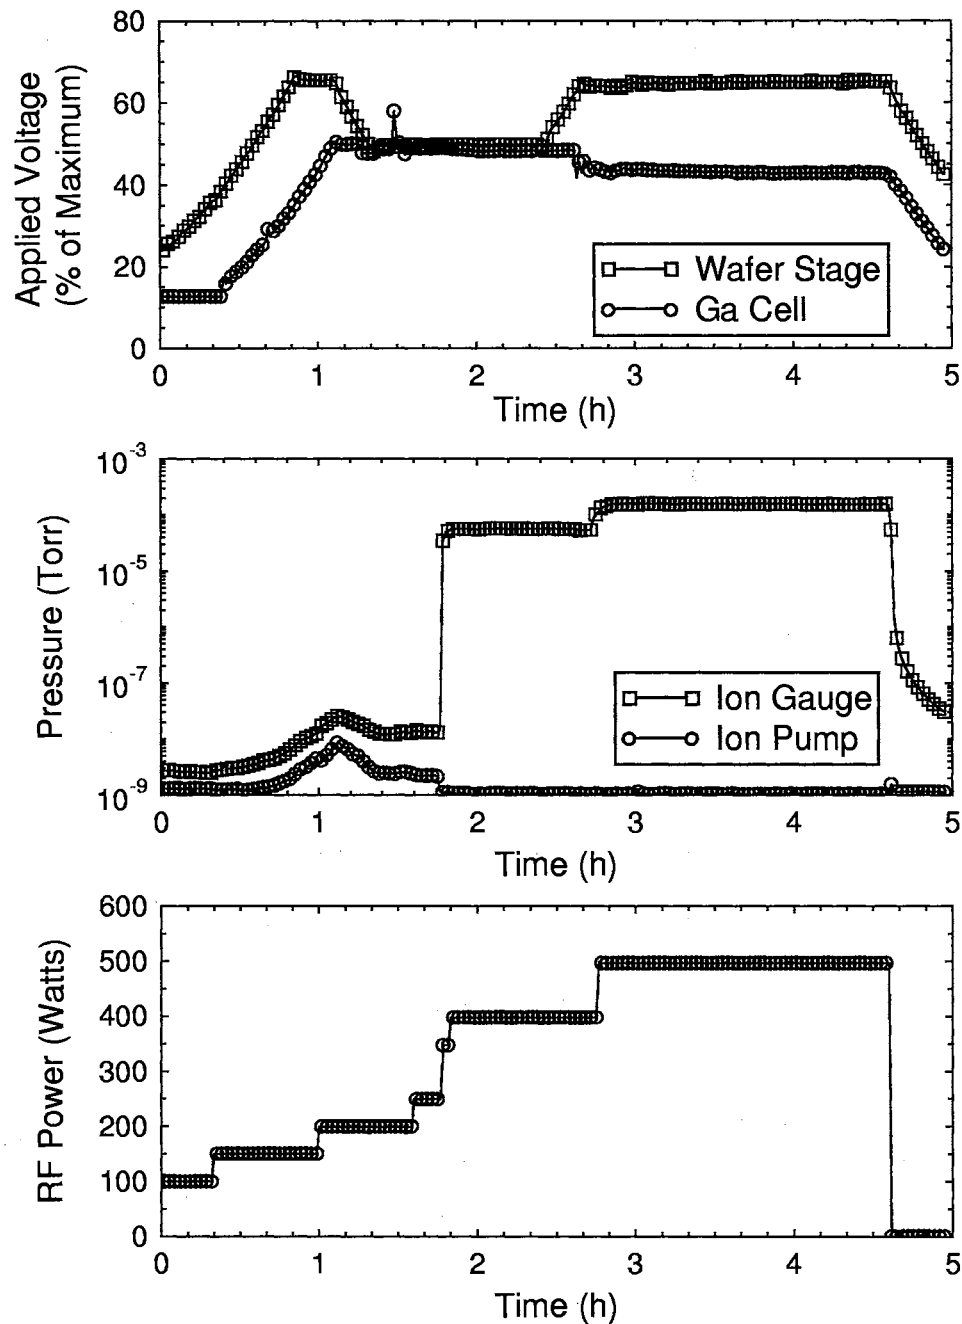 80
60
40
20
0
Applied Voltage
(% of Maximum)
Wafer Stage
Ga Cell
0 1 2 3 4 5
Time (h)
10-3
10-5
10-7
10-9
Pressure (Torr)
Ion Gauge
Ion Pump
0 1 2 3 4 5
Time (h)
600
500
400
300
200
100
0
RF Power (Watts)
0 1 2 3 4 5
Time (h)